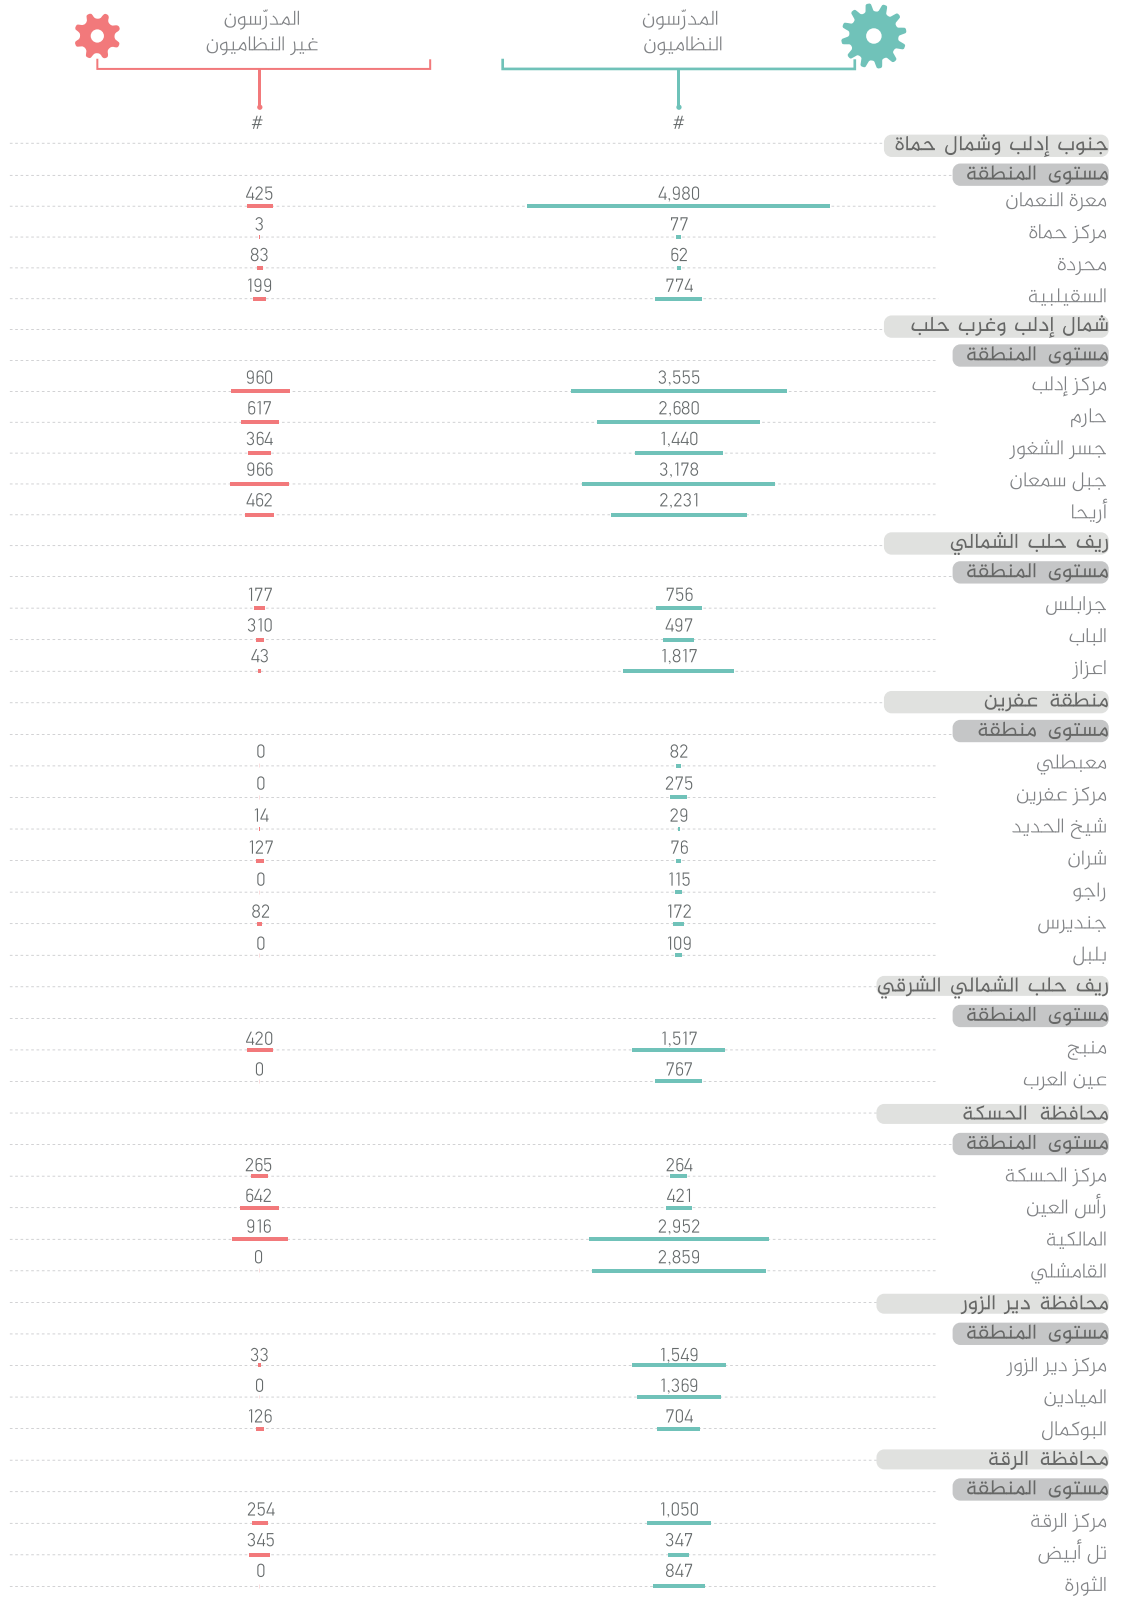 المدرّسون النظاميون
المدرّسون غير النظاميون
# #
جنوب إدلب وشمال حماة
مستوى المنطقة
معرة النعمان 4,980 425
مركز حماة 77 3
محردة 62 83
السقيلبية 774 199
شمال إدلب وغرب حلب
مستوى المنطقة
مركز إدلب 3,555 960
حارم 2,680 617
جسر الشغور 1,440 364
جبل سمعان 3,178 966
أريحا 2,231 462
ريف حلب الشمالي
مستوى المنطقة
جرابلس 756 177
الباب 497 310
اعزاز 1,817 43
منطقة عفرين
مستوى منطقة
معبطلي 82 0
مركز عفرين 275 0
شيخ الحديد 29 14
شران 76 127
راجو 115 0
جنديرس 172 82
بلبل 109 0
ريف حلب الشمالي الشرقي
مستوى المنطقة
منبج 1,517 420
عين العرب 767 0
محافظة الحسكة
مستوى المنطقة
مركز الحسكة 264 265
رأس العين 421 642
المالكية 2,952 916
القامشلي 2,859 0
محافظة دير الزور
مستوى المنطقة
مركز دير الزور 1,549 33
الميادين 1,369 0
البوكمال 704 126
محافظة الرقة
مستوى المنطقة
مركز الرقة 1,050 254
تل أبيض 347 345
الثورة 847 0